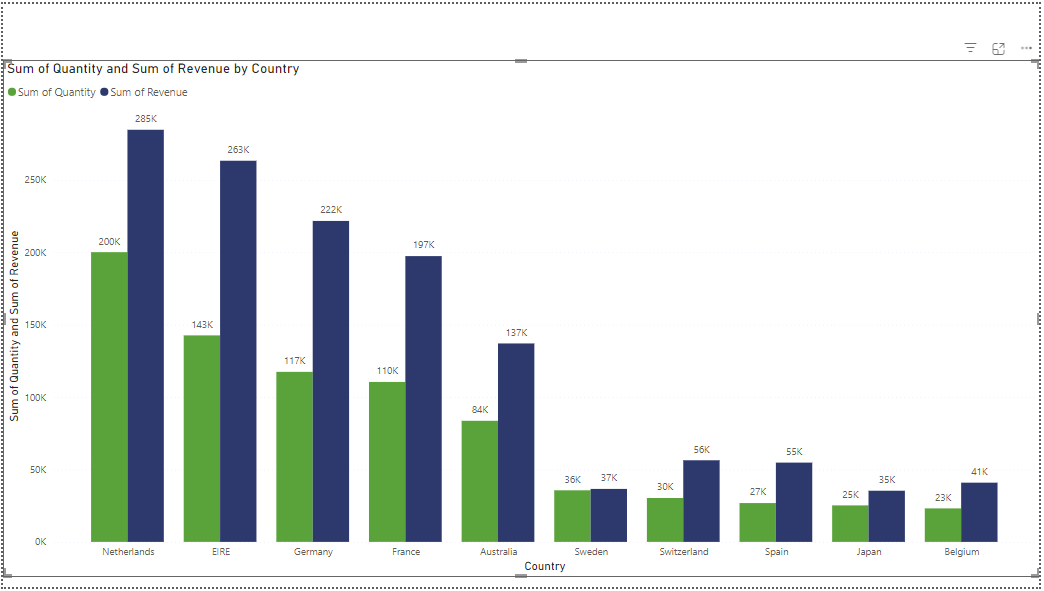 Sum of Quantity and Sum of Revenue by Country
Sum of Quantity Sum of Revenue
Sum of Quantity and Sum of Revenue
250K
200K
150K
100K
50K
0K
200K
285K
143K
263K
117K
222K
110K
197K
84K
137K
36K
37K
30K
56K
27K
55K
25K
35K
23K
41K
Netherlands EIRE Germany France Australia Sweden Switzerland Spain Japan Belgium
Country